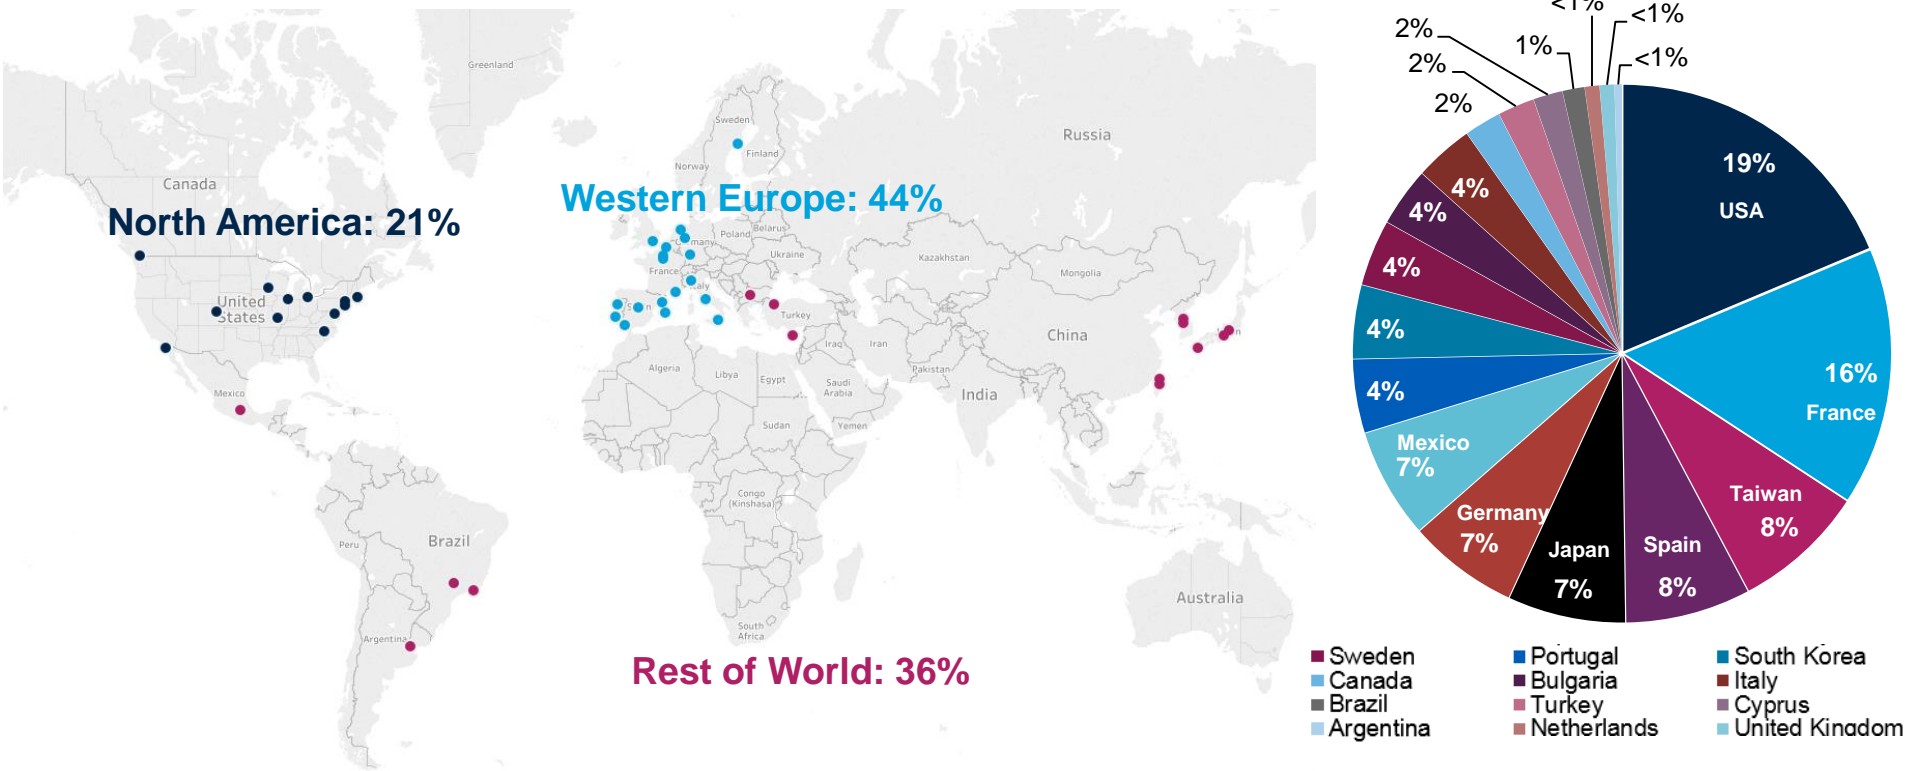 Greenland
Sweden
Finland
Norway
Russia
Canada
North America: 21%
Western Europe: 44%
Poland
Belarus
Ukraine
Kazakhstan
Mongolia
France
United
States
Turkey
China
Iraq
Iran
Pakistan
Algeria
Libya
Egypt
Saudi
Arabia
India
Mexico
Sudan
Yemen
Congo
(Kinshasa)
Peru
Brazil
Australia
South
Africa
Argentina
Rest of World: 36%
<1%
<1%
2%
1%
<1%
2%
2%
19%
USA
4%
4%
4%
4%
4%
16%
France
Mexico
7%
Taiwan
8%
Germany
7%
Japan
7%
Spain
8%
Sweden
Portugal
South Korea
Canada
Bulgaria
Italy
Brazil
Turkey
Cyprus
Argentina
Netherlands
United Kingdom